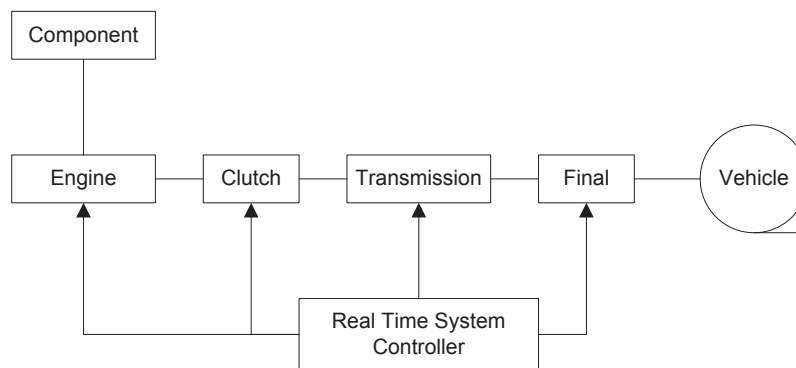 Component
Engine
Clutch
Transmission
Final
Vehicle
Real Time System
Controller